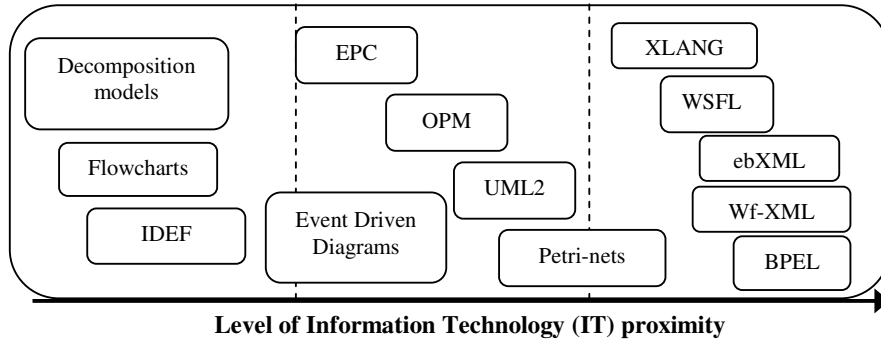 Decomposition
models
Flowcharts
IDEF
EPC
OPM
UML2
Event Driven
Diagrams
Petri-nets
XLANG
WSFL
ebXML
Wf-XML
BPEL
Level of Information Technology (IT) proximity